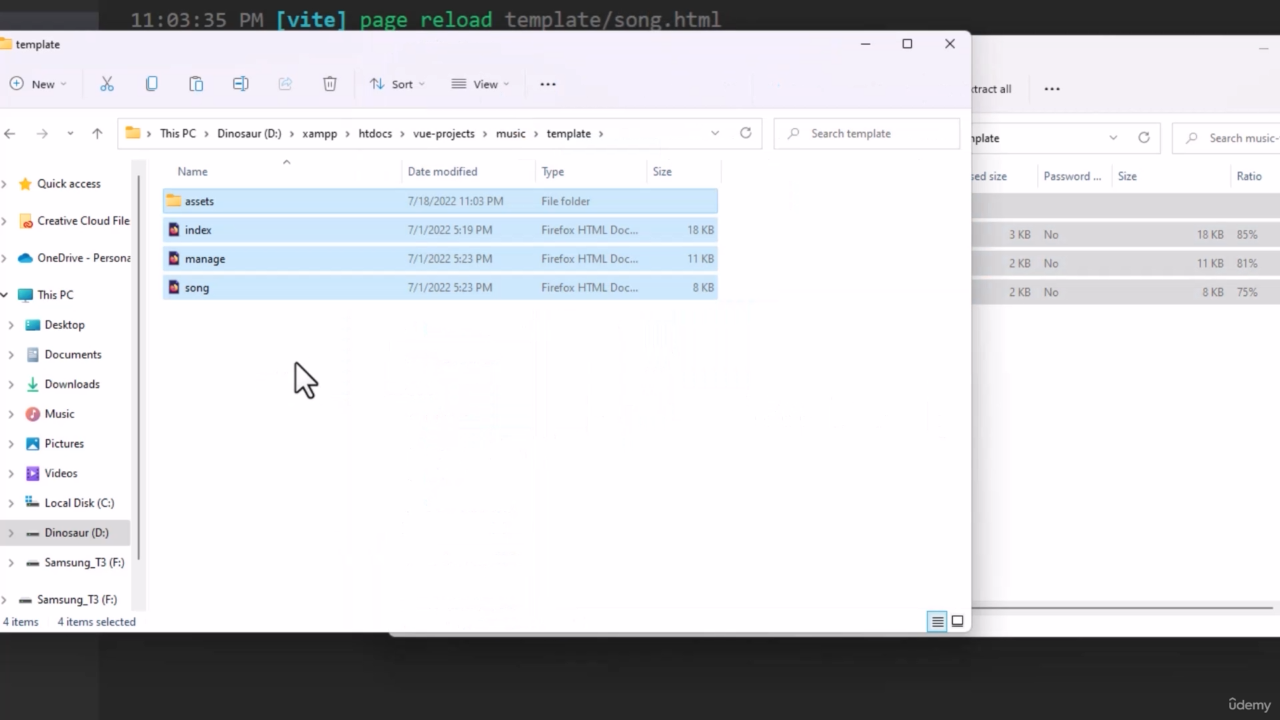 11:03:35 PM [vite] page reload template/song.html
template
New
Sort
View
This PC
Dinosaur (D:)
xampp
htdocs
vue-projects
music
template
Search template
Name
Date modified
Type
Size
assets
7/18/2022 11:03 PM
File folder
index
7/1/2022 5:19 PM
Firefox HTML Doc...
18 KB
manage
7/1/2022 5:23 PM
Firefox HTML Doc...
11 KB
song
7/1/2022 5:23 PM
Firefox HTML Doc...
8 KB
Quick access
Creative Cloud File
OneDrive - Persona
This PC
Desktop
Documents
Downloads
Music
Pictures
Videos
Local Disk (C:)
Dinosaur (D:)
Samsung_T3 (F:)
Samsung_T3 (F:)
4 items
4 items selected
tract all
nplate
Search music-
ed size
Password ...
Size
Ratio
3 KB
No
18 KB
85%
2 KB
No
11 KB
81%
2 KB
No
8 KB
75%
ûdemy